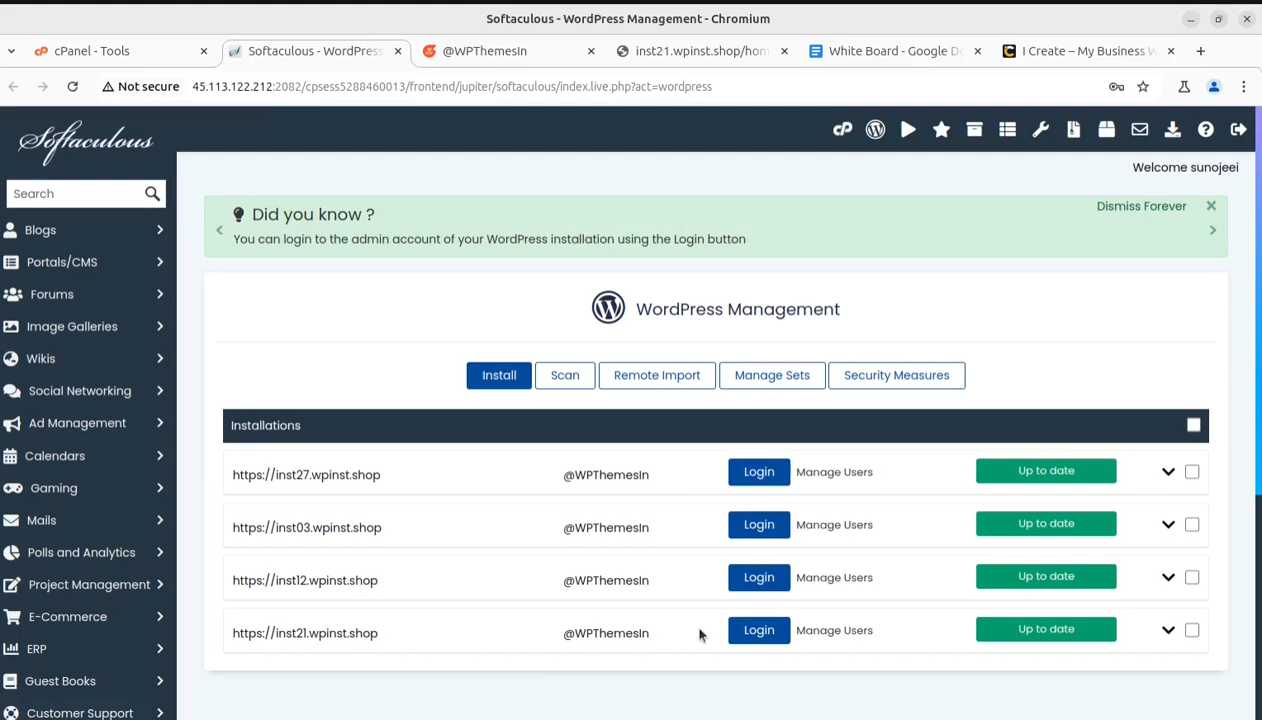 Softaculous - WordPress Management - Chromium
cPanel - Tools
Softaculous - WordPress
@WPThemesIn
inst21.wpinst.shop/hom
White Board - Google D
I Create – My Business W
Not secure
45.113.122.212:2082/cpsess5288460013/frontend/jupiter/softaculous/index.live.php?act=wordpress
Softaculous
Welcome sunojeei
Search
Blogs
Portals/CMS
Forums
Image Galleries
Wikis
Social Networking
Ad Management
Calendars
Gaming
Mails
Polls and Analytics
Project Management
E-Commerce
ERP
Guest Books
Customer Support
Did you know ?
Dismiss Forever
You can login to the admin account of your WordPress installation using the Login button
WordPress Management
Install Scan Remote Import Manage Sets Security Measures
Installations
https://inst27.wpinst.shop @WPThemesIn Login Manage Users Up to date
https://inst03.wpinst.shop @WPThemesIn Login Manage Users Up to date
https://inst12.wpinst.shop @WPThemesIn Login Manage Users Up to date
https://inst21.wpinst.shop @WPThemesIn Login Manage Users Up to date